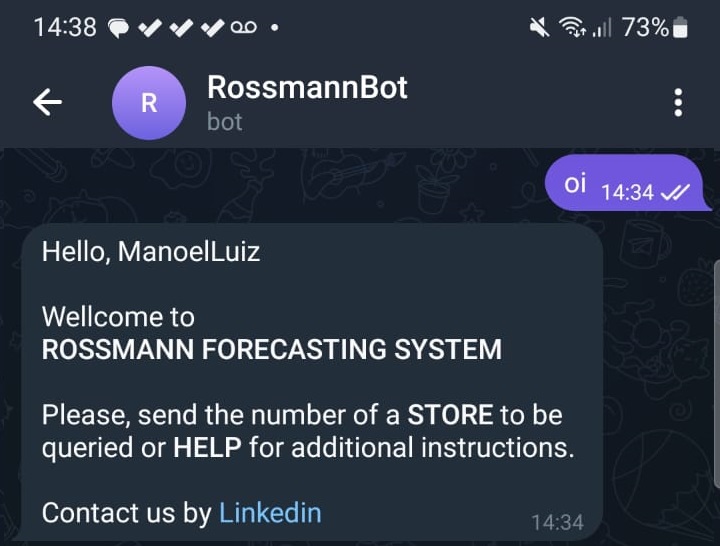 14:38 73%
R
RossmannBot
bot
oi 14:34
Hello, ManoelLuiz
Wellcome to
ROSSMANN FORECASTING SYSTEM
Please, send the number of a STORE to be
queried or HELP for additional instructions.
Contact us by Linkedin 14:34